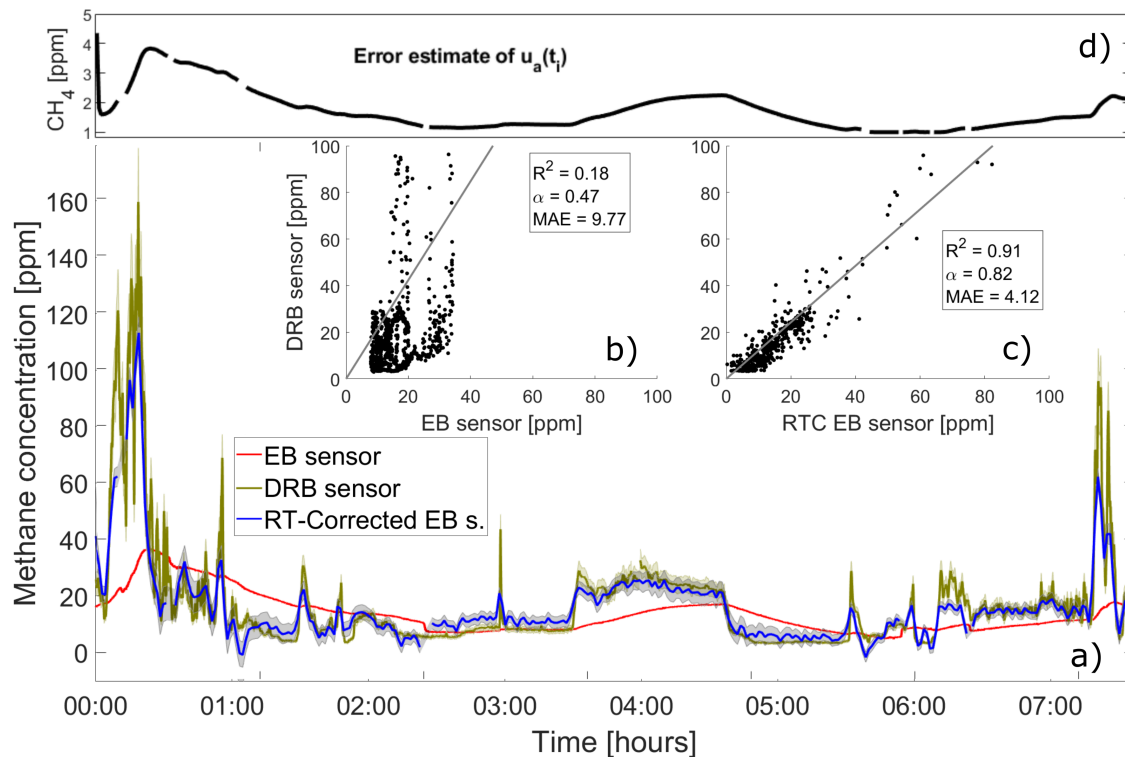 5
4
3
2
1
CH4 [ppm]
Error estimate of ua(ti)
d)
Methane concentration [ppm]
160
140
120
100
80
60
40
20
0
100
80
60
40
20
0
DRB sensor [ppm]
R2 = 0.18
α = 0.47
MAE = 9.77
b)
0 20 40 60 80 100
EB sensor [ppm]
100
80
60
40
20
0
R2 = 0.91
α = 0.82
MAE = 4.12
c)
0 20 40 60 80 100
RTC EB sensor [ppm]
EB sensor
DRB sensor
RT-Corrected EB s.
a)
00:00 01:00 02:00 03:00 04:00 05:00 06:00 07:00
Time [hours]